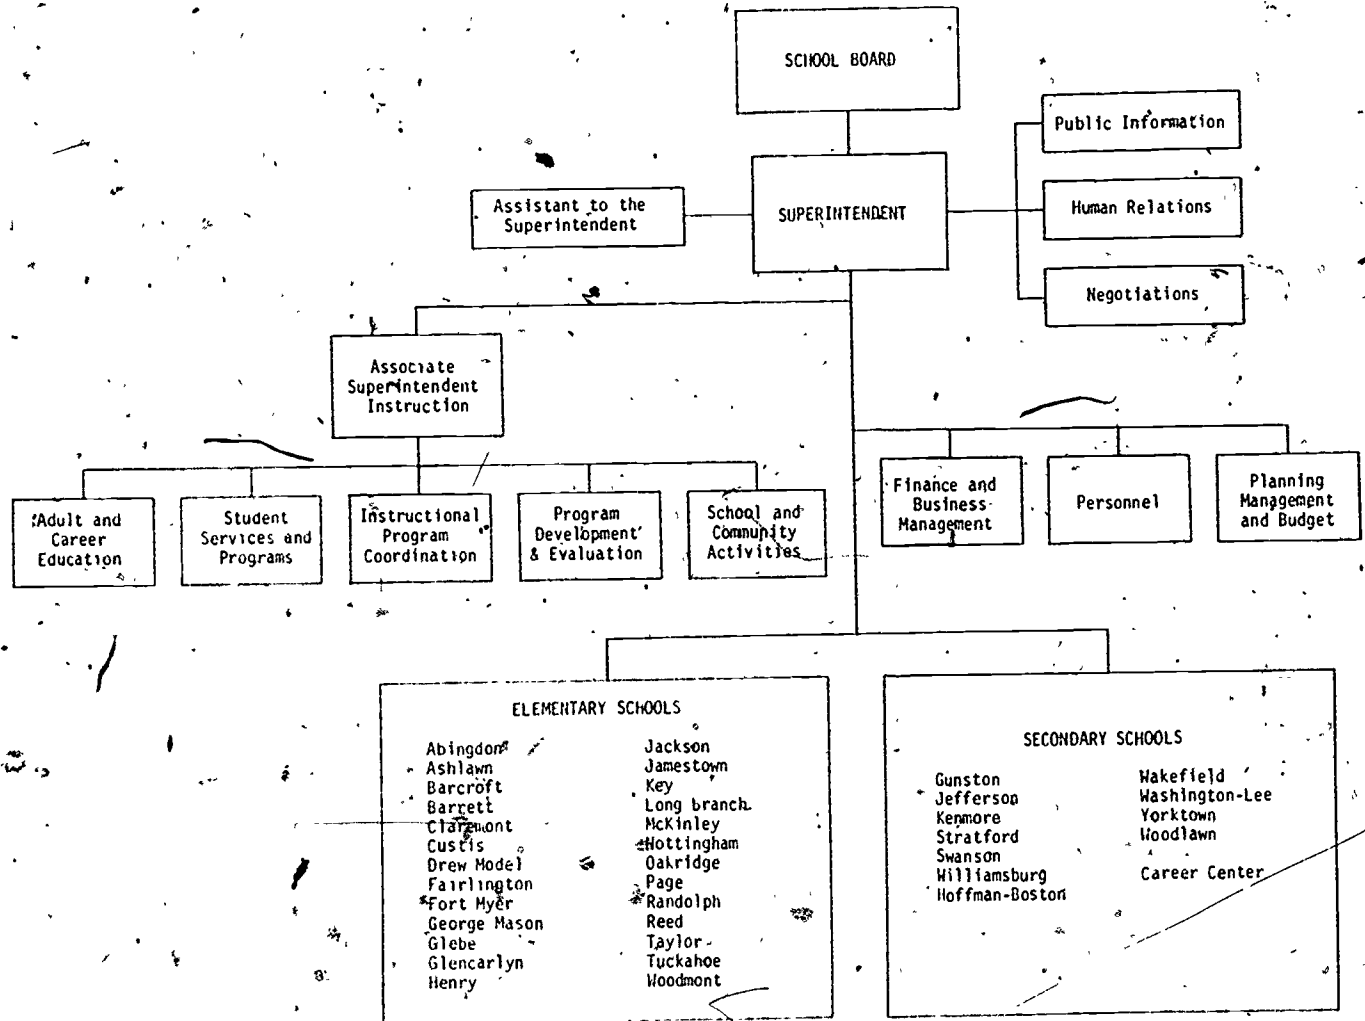 SCHOOL BOARD
Public Information
Assistant to the
Superintendent
SUPERINTENDENT
Human Relations
Negotiations
Associate
Superintendent
Instruction
Adult and
Career
Education
Student
Services and
Programs
Instructional
Program
Coordination
Program
Development
& Evaluation
School and
Community
Activities
Finance and
Business
Management
Personnel
Planning
Management
and Budget
ELEMENTARY SCHOOLS
Abingdon
Ashlawn
Barcroft
Barrett
Claremont
Custis
Drew Model
Fairlington
Fort Myer
George Mason
Glebe
Glencarlyn
Henry
Jackson
Jamestown
Key
Long branch
McKinley
Nottingham
Oakridge
Page
Randolph
Reed
Taylor
Tuckahoe
Woodmont
SECONDARY SCHOOLS
Gunston
Jefferson
Kenmore
Stratford
Swanson
Williamsburg
Hoffman-Boston
Wakefield
Washington-Lee
Yorktown
Woodlawn
Career Center